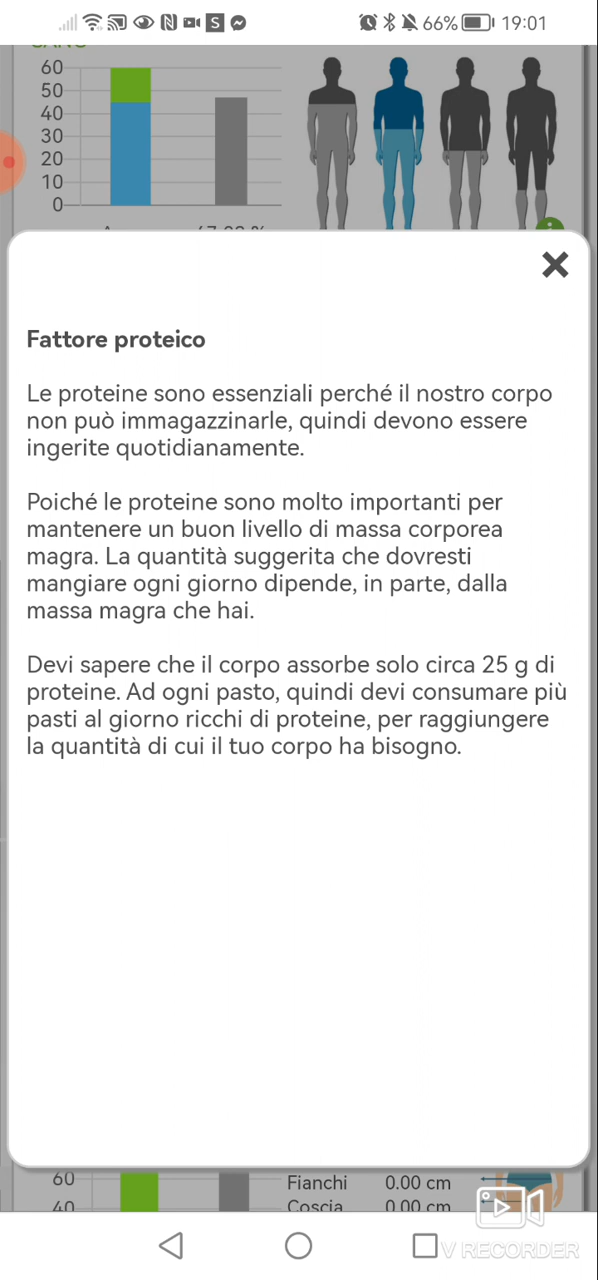 S
66%
19:01
60
50
40
30
20
10
0
Fattore proteico
Le proteine sono essenziali perché il nostro corpo
non può immagazzinarle, quindi devono essere
ingerite quotidianamente.
Poiché le proteine sono molto importanti per
mantenere un buon livello di massa corporea
magra. La quantità suggerita che dovresti
mangiare ogni giorno dipende, in parte, dalla
massa magra che hai.
Devi sapere che il corpo assorbe solo circa 25 g di
proteine. Ad ogni pasto, quindi devi consumare più
pasti al giorno ricchi di proteine, per raggiungere
la quantità di cui il tuo corpo ha bisogno.
60
Fianchi 0.00 cm
40
Coscia 0.00 cm
V RECORDER